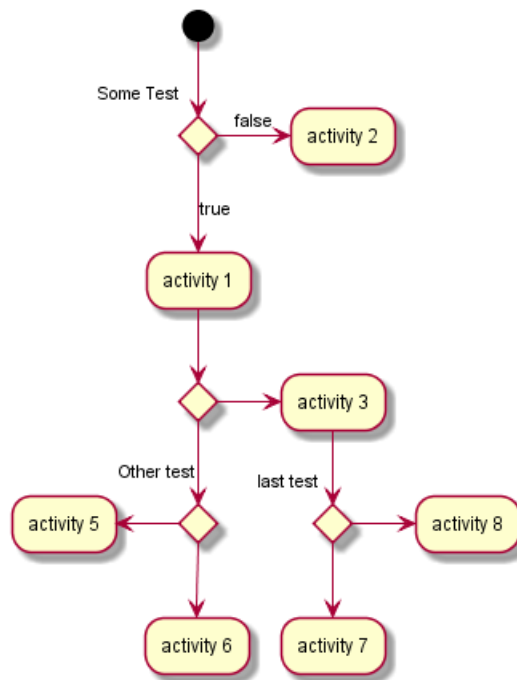 Some Test
false
activity 2
true
activity 1
activity 3
Other test
last test
activity 5
activity 8
activity 6
activity 7